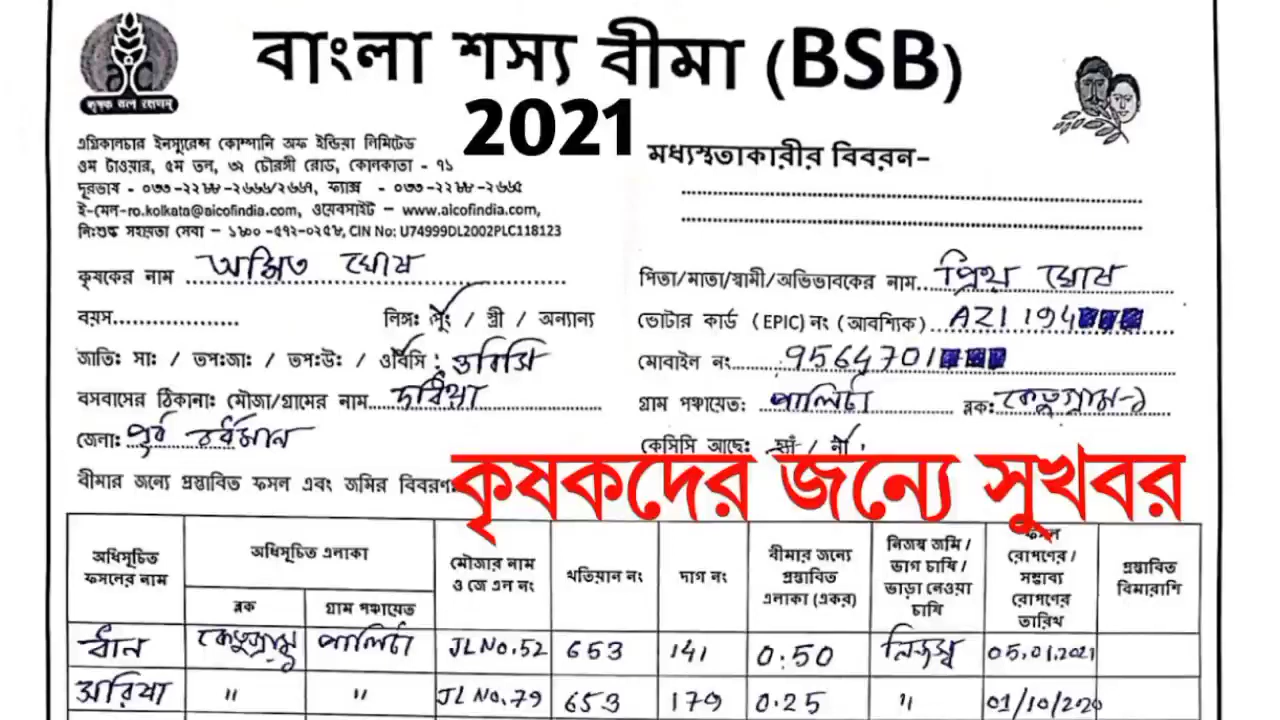 বাংলা শস্য বীমা (BSB)
2021
এগ্রিকালচার ইনস্যুরেন্স কোম্পানি অফ ইন্ডিয়া লিমিটেড
ওম টাওয়ার, ৫ম তল, ৩২ চৌরঙ্গী রোড, কোলকাতা - ৭১
দূরভাষ - ০৩৩-২২৮৮-২৬৬৬/২৬৬৭, ফ্যাক্স - ০৩৩-২২৮৮-২৬৬৫
ই-মেল-ro.kolkata@aicofindia.com, ওয়েবসাইট – www.aicofindia.com,
নিঃশুল্ক সহায়তা সেবা – ১৮০০-৫৭২-০২৫৮, CIN No: U74999DL2002PLC118123
মধ্যস্থতাকারীর বিবরন-
কৃষকের নাম ঘোষ
পিতা/মাতা/স্বামী/অভিভাবকের নাম ঘোষ
বয়স লিঙ্গঃ পুং / স্ত্রী / অন্যান্য
ভোটার কার্ড (EPIC) নং (আবশ্যিক) AZI 194
জাতিঃ সাঃ / তপঃজাঃ / তপঃউঃ / ওবিসি : ওবিসি
মোবাইল নং 9564701
বসবাসের ঠিকানাঃ মৌজা/গ্রামের নাম
গ্রাম পঞ্চায়েতঃ পালিটা ব্লক: কেতুগ্রাম-১
জেলাঃ পূর্ব বর্ধমান
কেসিসি আছেঃ হ্যাঁ / না
বীমার জন্যে প্রস্তাবিত ফসল এবং জমির বিবরণঃ
কৃষকদের জন্যে সুখবর
অধিসূচিত ফসলের নাম
অধিসূচিত এলাকা
ব্লক
গ্রাম পঞ্চায়েত
মৌজার নাম ও জে এল নং
খতিয়ান নং
দাগ নং
বীমার জন্যে প্রস্তাবিত এলাকা (একর)
নিজস্ব জমি / ভাগ চাষি / ভাড়া নেওয়া চাষি
ফসল রোপণের / সম্ভাব্য রোপণের তারিখ
প্রস্তাবিত বিমারাশি
ধান কেতুগ্রাম ১ পালিটা JL No. 52 653 141 0.50 নিজস্ব 05.01.2021
" " JL No. 79 653 179 0.25 " 01/10/2020